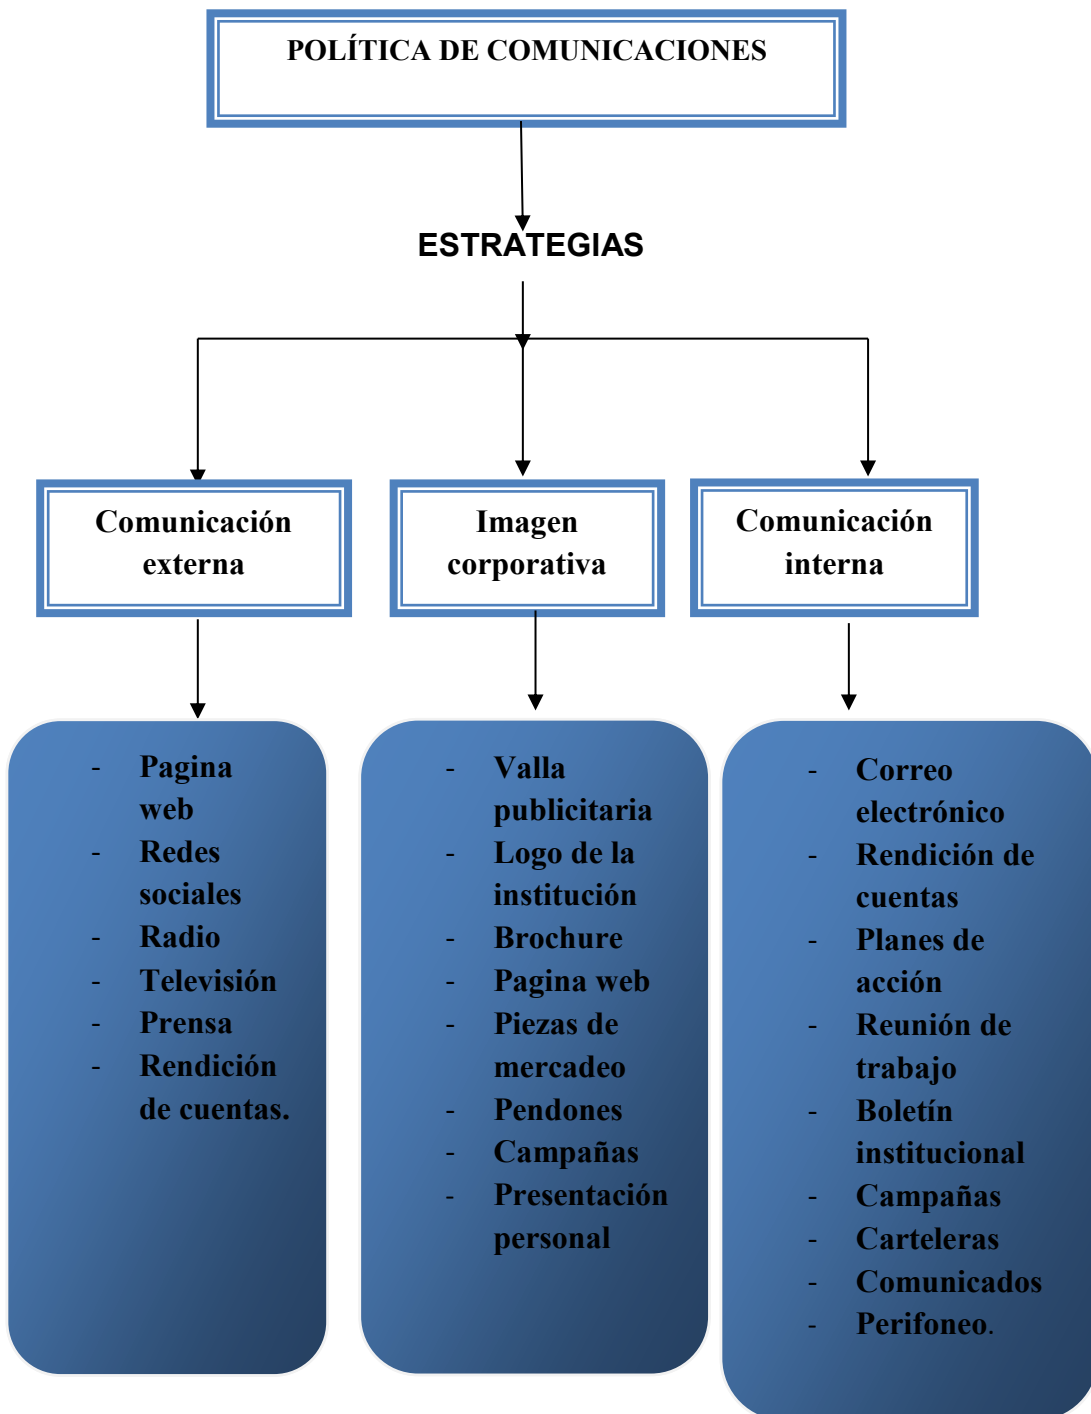 POLÍTICA DE COMUNICACIONES
ESTRATEGIAS
Comunicación
externa
Imagen
corporativa
Comunicación
interna
- Pagina
web
- Redes
sociales
- Radio
- Televisión
- Prensa
- Rendición
de cuentas.
- Valla
publicitaria
- Logo de la
institución
- Brochure
- Pagina web
- Piezas de
mercadeo
- Pendones
- Campañas
- Presentación
personal
- Correo
electrónico
- Rendición de
cuentas
- Planes de
acción
- Reunión de
trabajo
- Boletín
institucional
- Campañas
- Carteleras
- Comunicados
- Perifoneo.